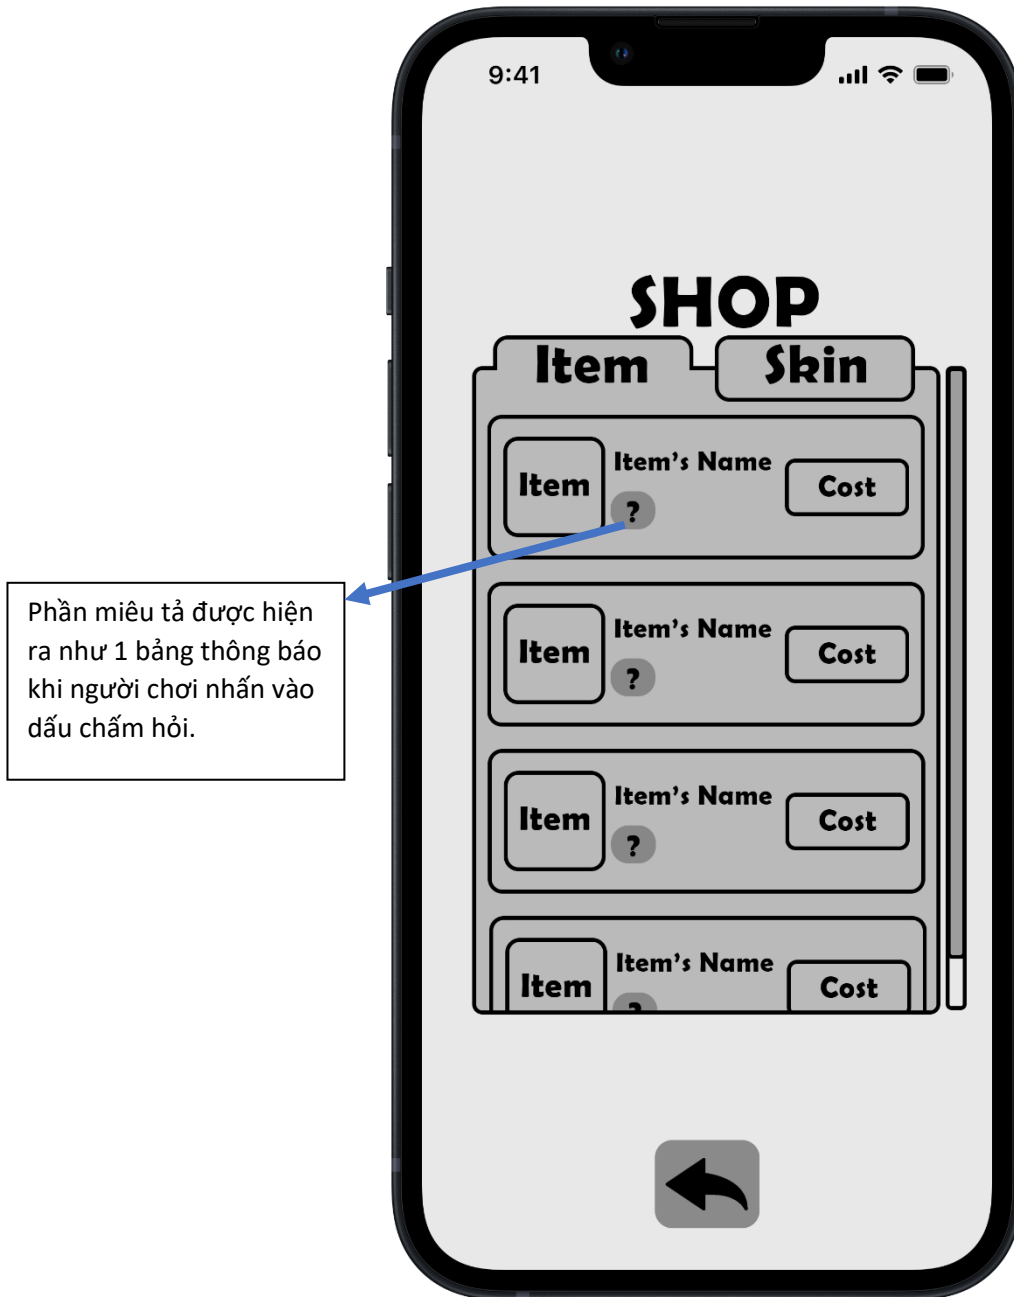 9:41
SHOP
Item
Skin
Item
Item's Name
?
Cost
Phần miêu tả được hiện
ra như 1 bảng thông báo
khi người chơi nhấn vào
dấu chấm hỏi.
Item
Item's Name
?
Cost
Item
Item's Name
?
Cost
Item
Item's Name
?
Cost